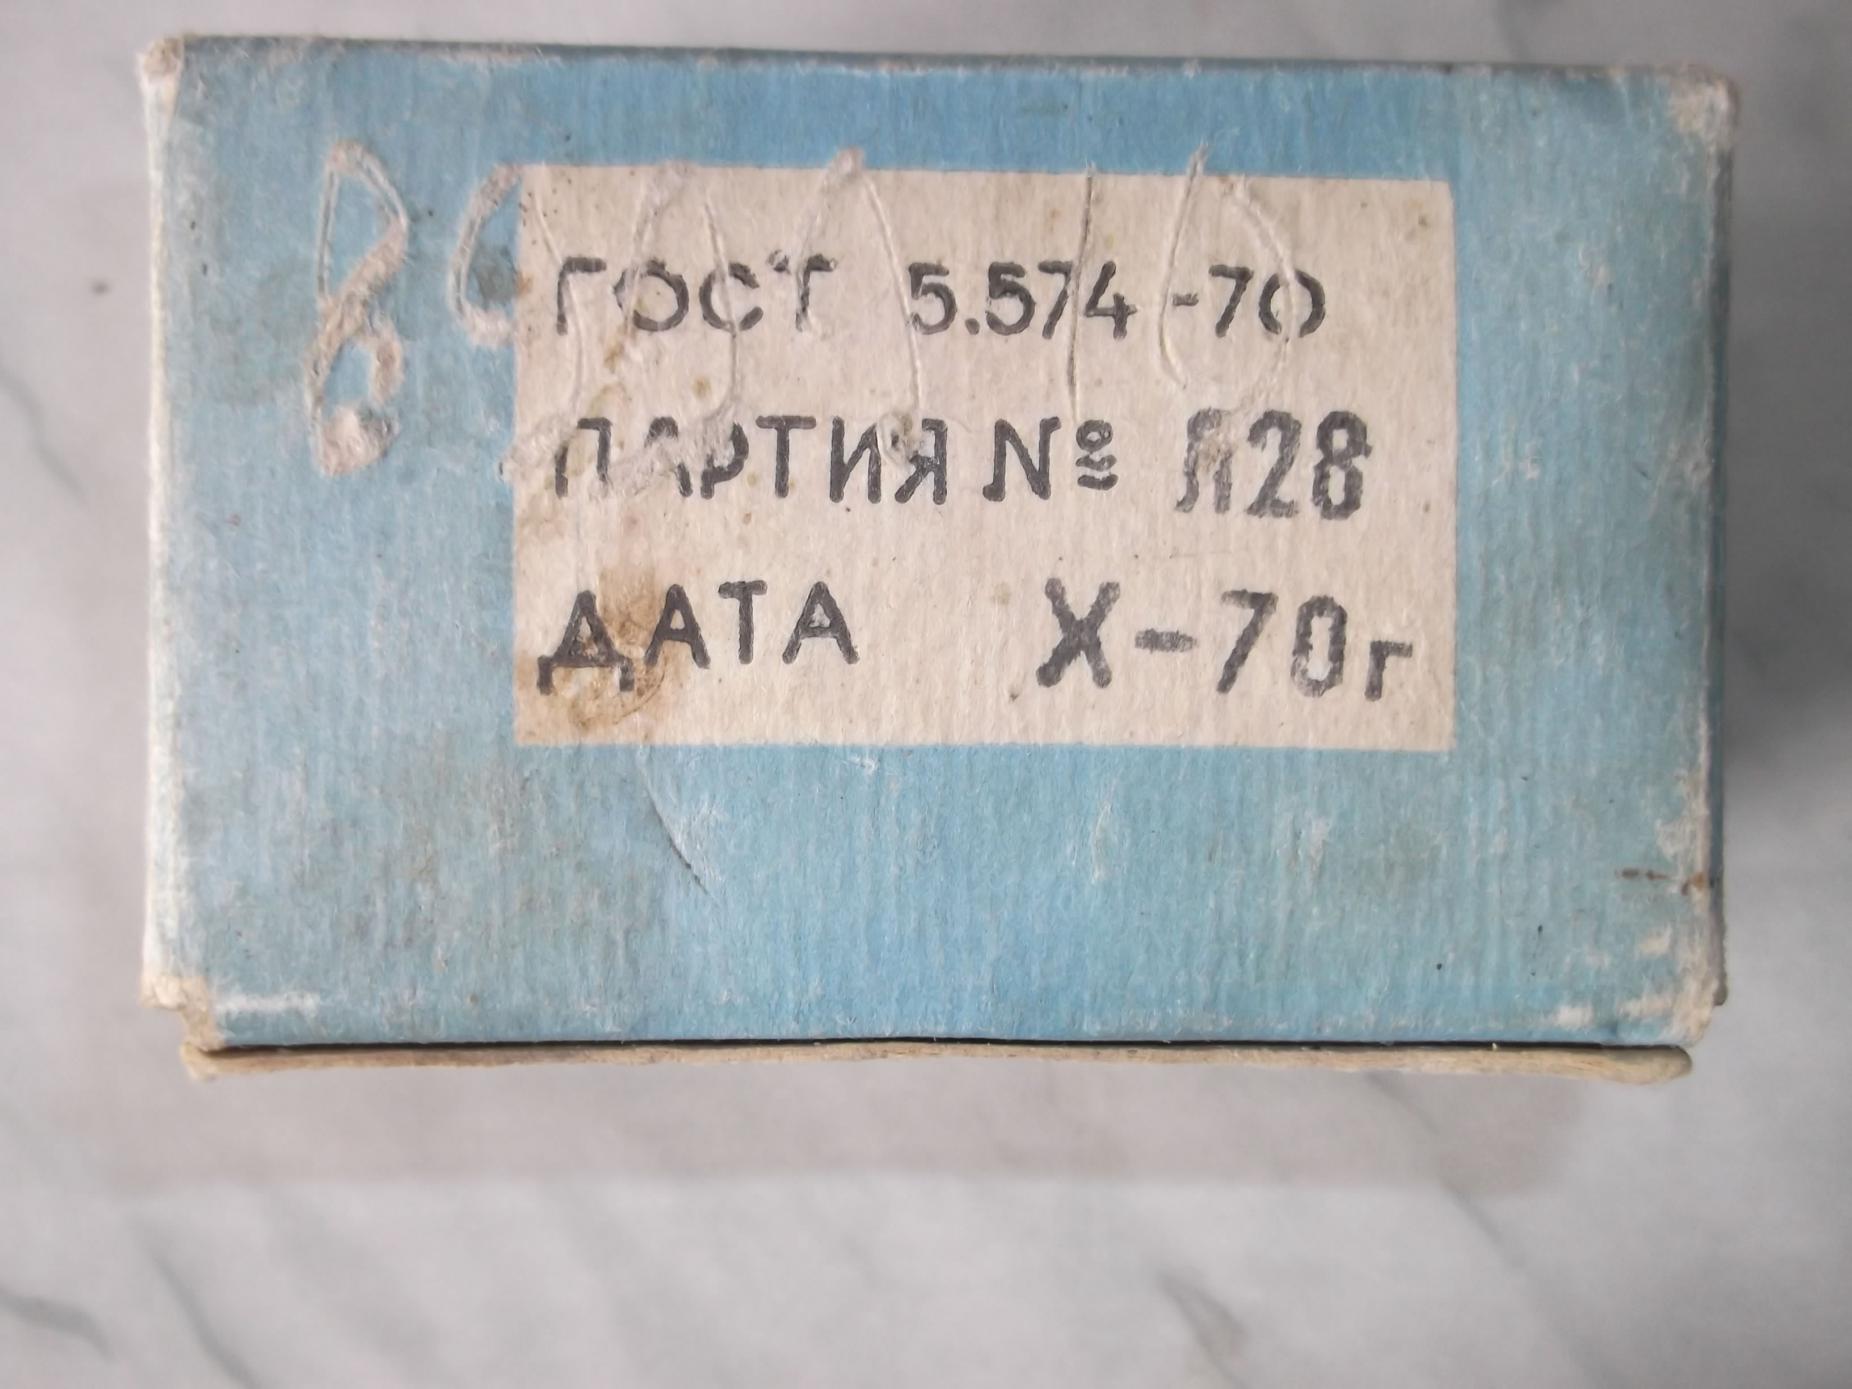 ГОСТ 5.574-70
ПАРТИЯ № Л28
ДАТА X-70г